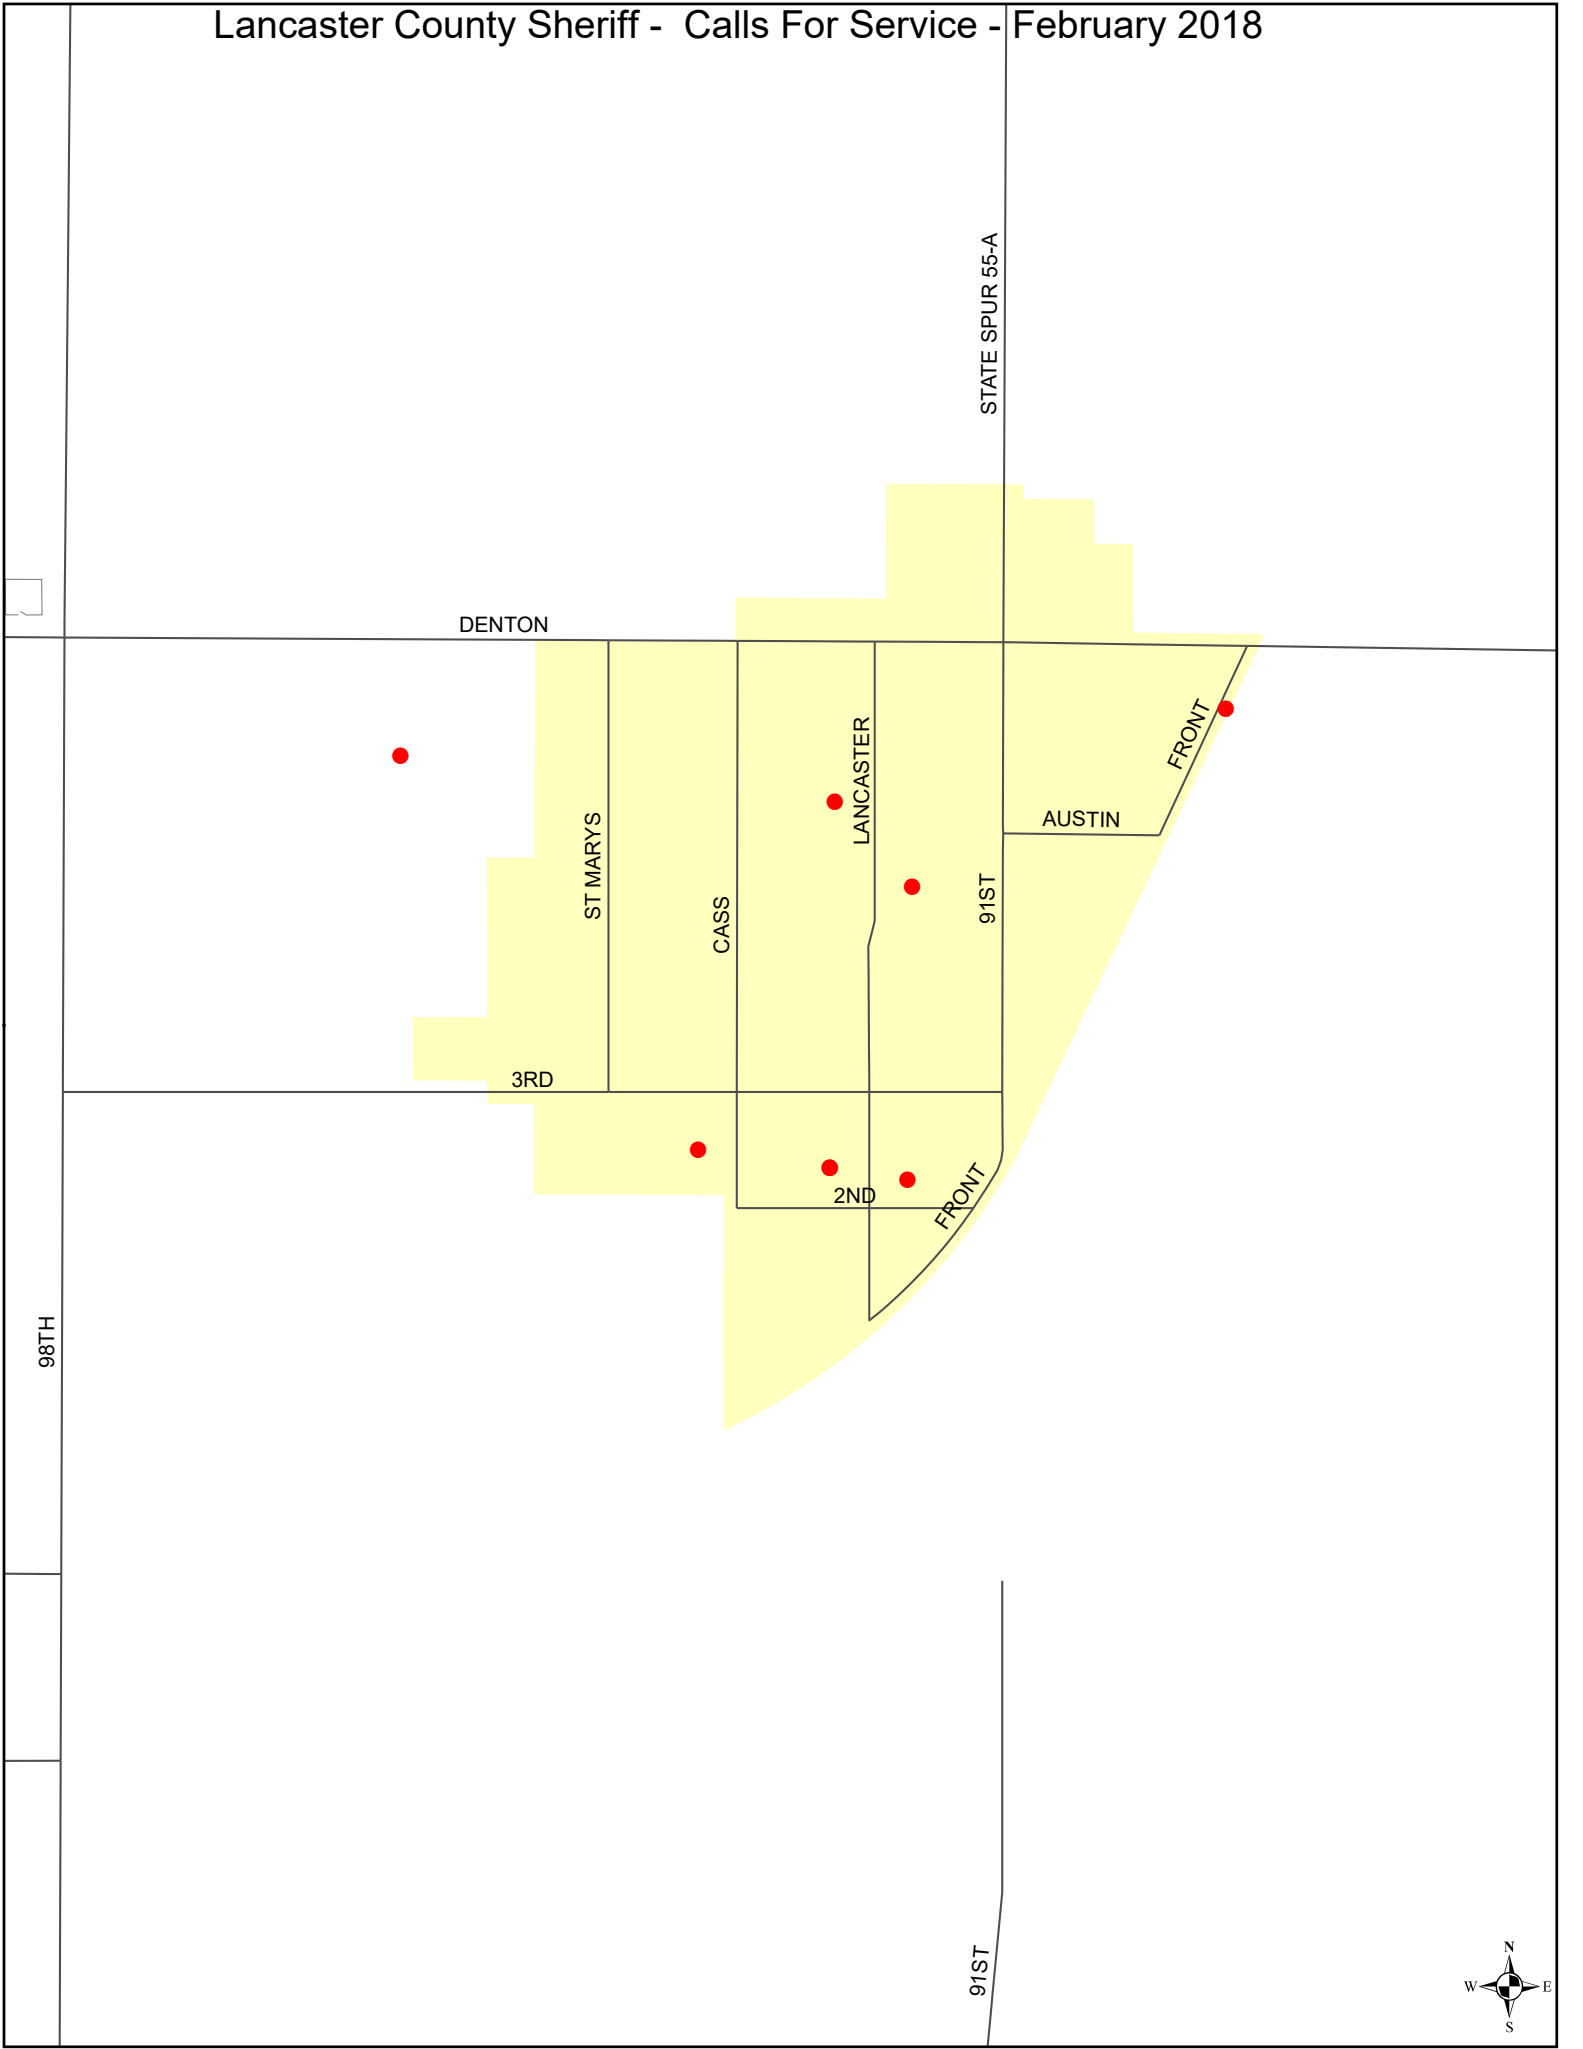 Lancaster County Sheriff -  Calls For Service - February 2018
STATE SPUR 55-A
DENTON
FRONT
LANCASTER
AUSTIN
ST MARYS
91ST
CASS
3RD
2ND
FRONT
98TH
91ST
N
W
E
S